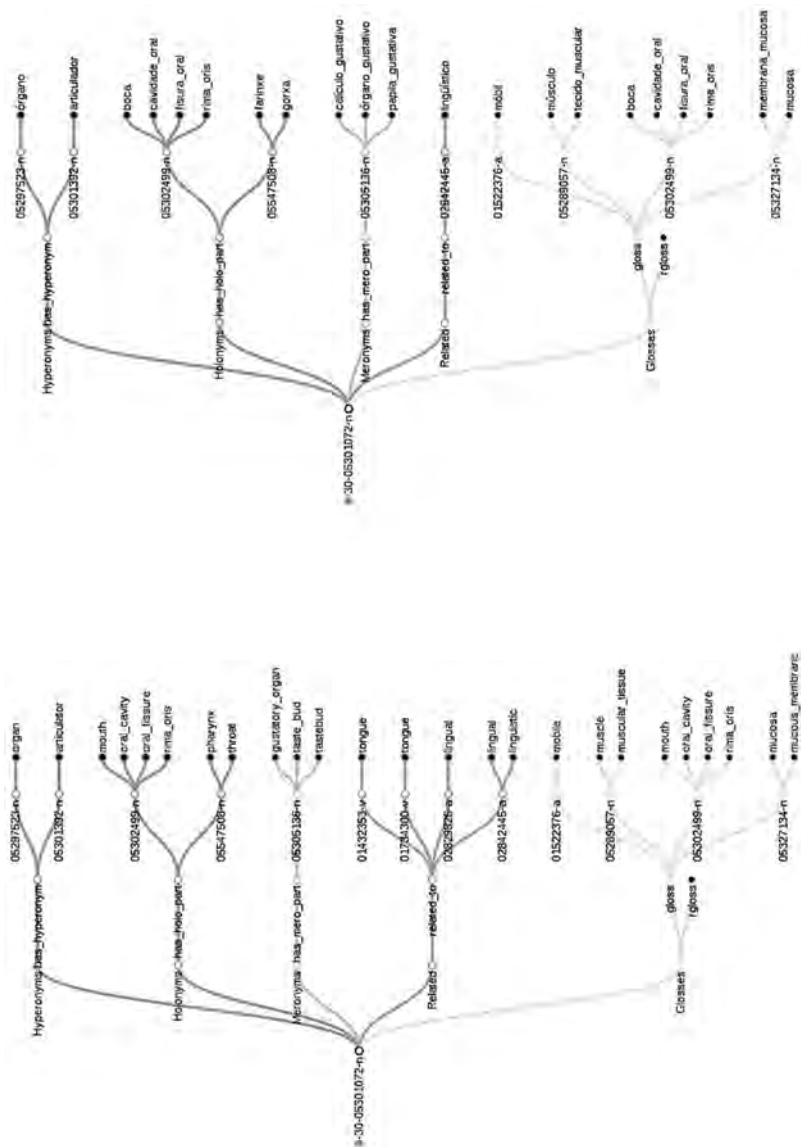 30-05301072-n
Hyperonyms has_hyperonym
05297523-n
organ
05301392-n
articulator
Holonyms has_holo_part
05302499-n
mouth
oral_cavity
oral_fissure
rima_oris
05547508-n
pharynx
throat
Meronyms has_mero_part
05305136-n
gustatory_organ
taste_bud
tastebud
Related related_to
01432353-v
tongue
tongue
lingual
02842445-a
lingual
linguistic
Glosses
gloss
01522376-a
mobile
05289057-n
muscle
muscular_tissue
05302499-n
mouth
oral_cavity
oral_fissure
rima_oris
05327134-n
mucosa
mucous_membrane
rgloss
30-05301072-n
Hyperonyms has_hyperonym
05297523-n
órgano
05301392-n
articulador
Holonyms has_holo_part
05302499-n
boca
cavidade_oral
fisura_oral
rima_oris
05547508-n
farinxe
gorxa
Meronyms has_mero_part
05305136-n
calículo_gustativo
órgano_gustativo
papila_gustativa
Related related_to
02842445-a
lingüístico
Glosses
gloss
01522376-a
móbil
05289057-n
músculo
tecido_muscular
05302499-n
boca
cavidade_oral
fisura_oral
rima_oris
05327134-n
membrana_mucosa
mucosa
rgloss